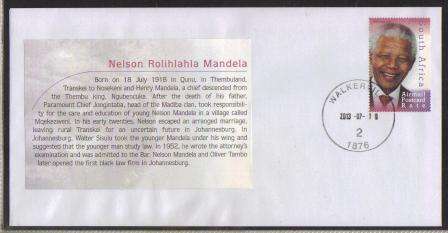 Nelson Rolihlahla Mandela
Born on 18 July 1918 in Qunu, in Thembuland,
Transkei to Nosekeni and Henry Mandela, a chief descended from
the Thembu king, Ngubencuke. After the death of his father,
Paramount Chief Jongintaba, head of the Madiba clan, took responsibility
for the care and education of young Nelson Mandela in a village called
Mqekezweni. In his early twenties, Nelson escaped an arranged marriage,
leaving rural Transkei for an uncertain future in Johannesburg. In
Johannesburg, Walter Sisulu took the younger Mandela under his wing and
suggested that the younger man study law. In 1952, he wrote the attorney's
examination and was admitted to the Bar. Nelson Mandela and Oliver Tambo
later opened the first black law firm in Johannesburg.
South Africa
Airmail
Postcard
Rate
2013-07-18
2
1876